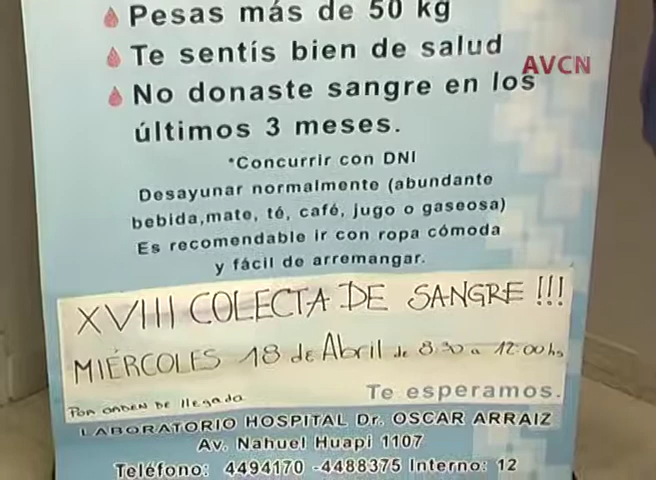 Pesas más de 50 kg
Te sentís bien de salud
AVCN
No donaste sangre en los
últimos 3 meses.
*Concurrir con DNI
Desayunar normalmente (abundante
bebida,mate, té, café, jugo o gaseosa)
Es recomendable ir con ropa cómoda
y fácil de arremangar.
XVIII COLECTA DE SANGRE !!!
MIÉRCOLES 18 de Abril de 8:30 a 12:00 hs
POR ORDEN DE llegada
Te esperamos.
LABORATORIO HOSPITAL Dr. OSCAR ARRAIZ
Av. Nahuel Huapi 1107
Teléfono: 4494170 -4488375 Interno: 12